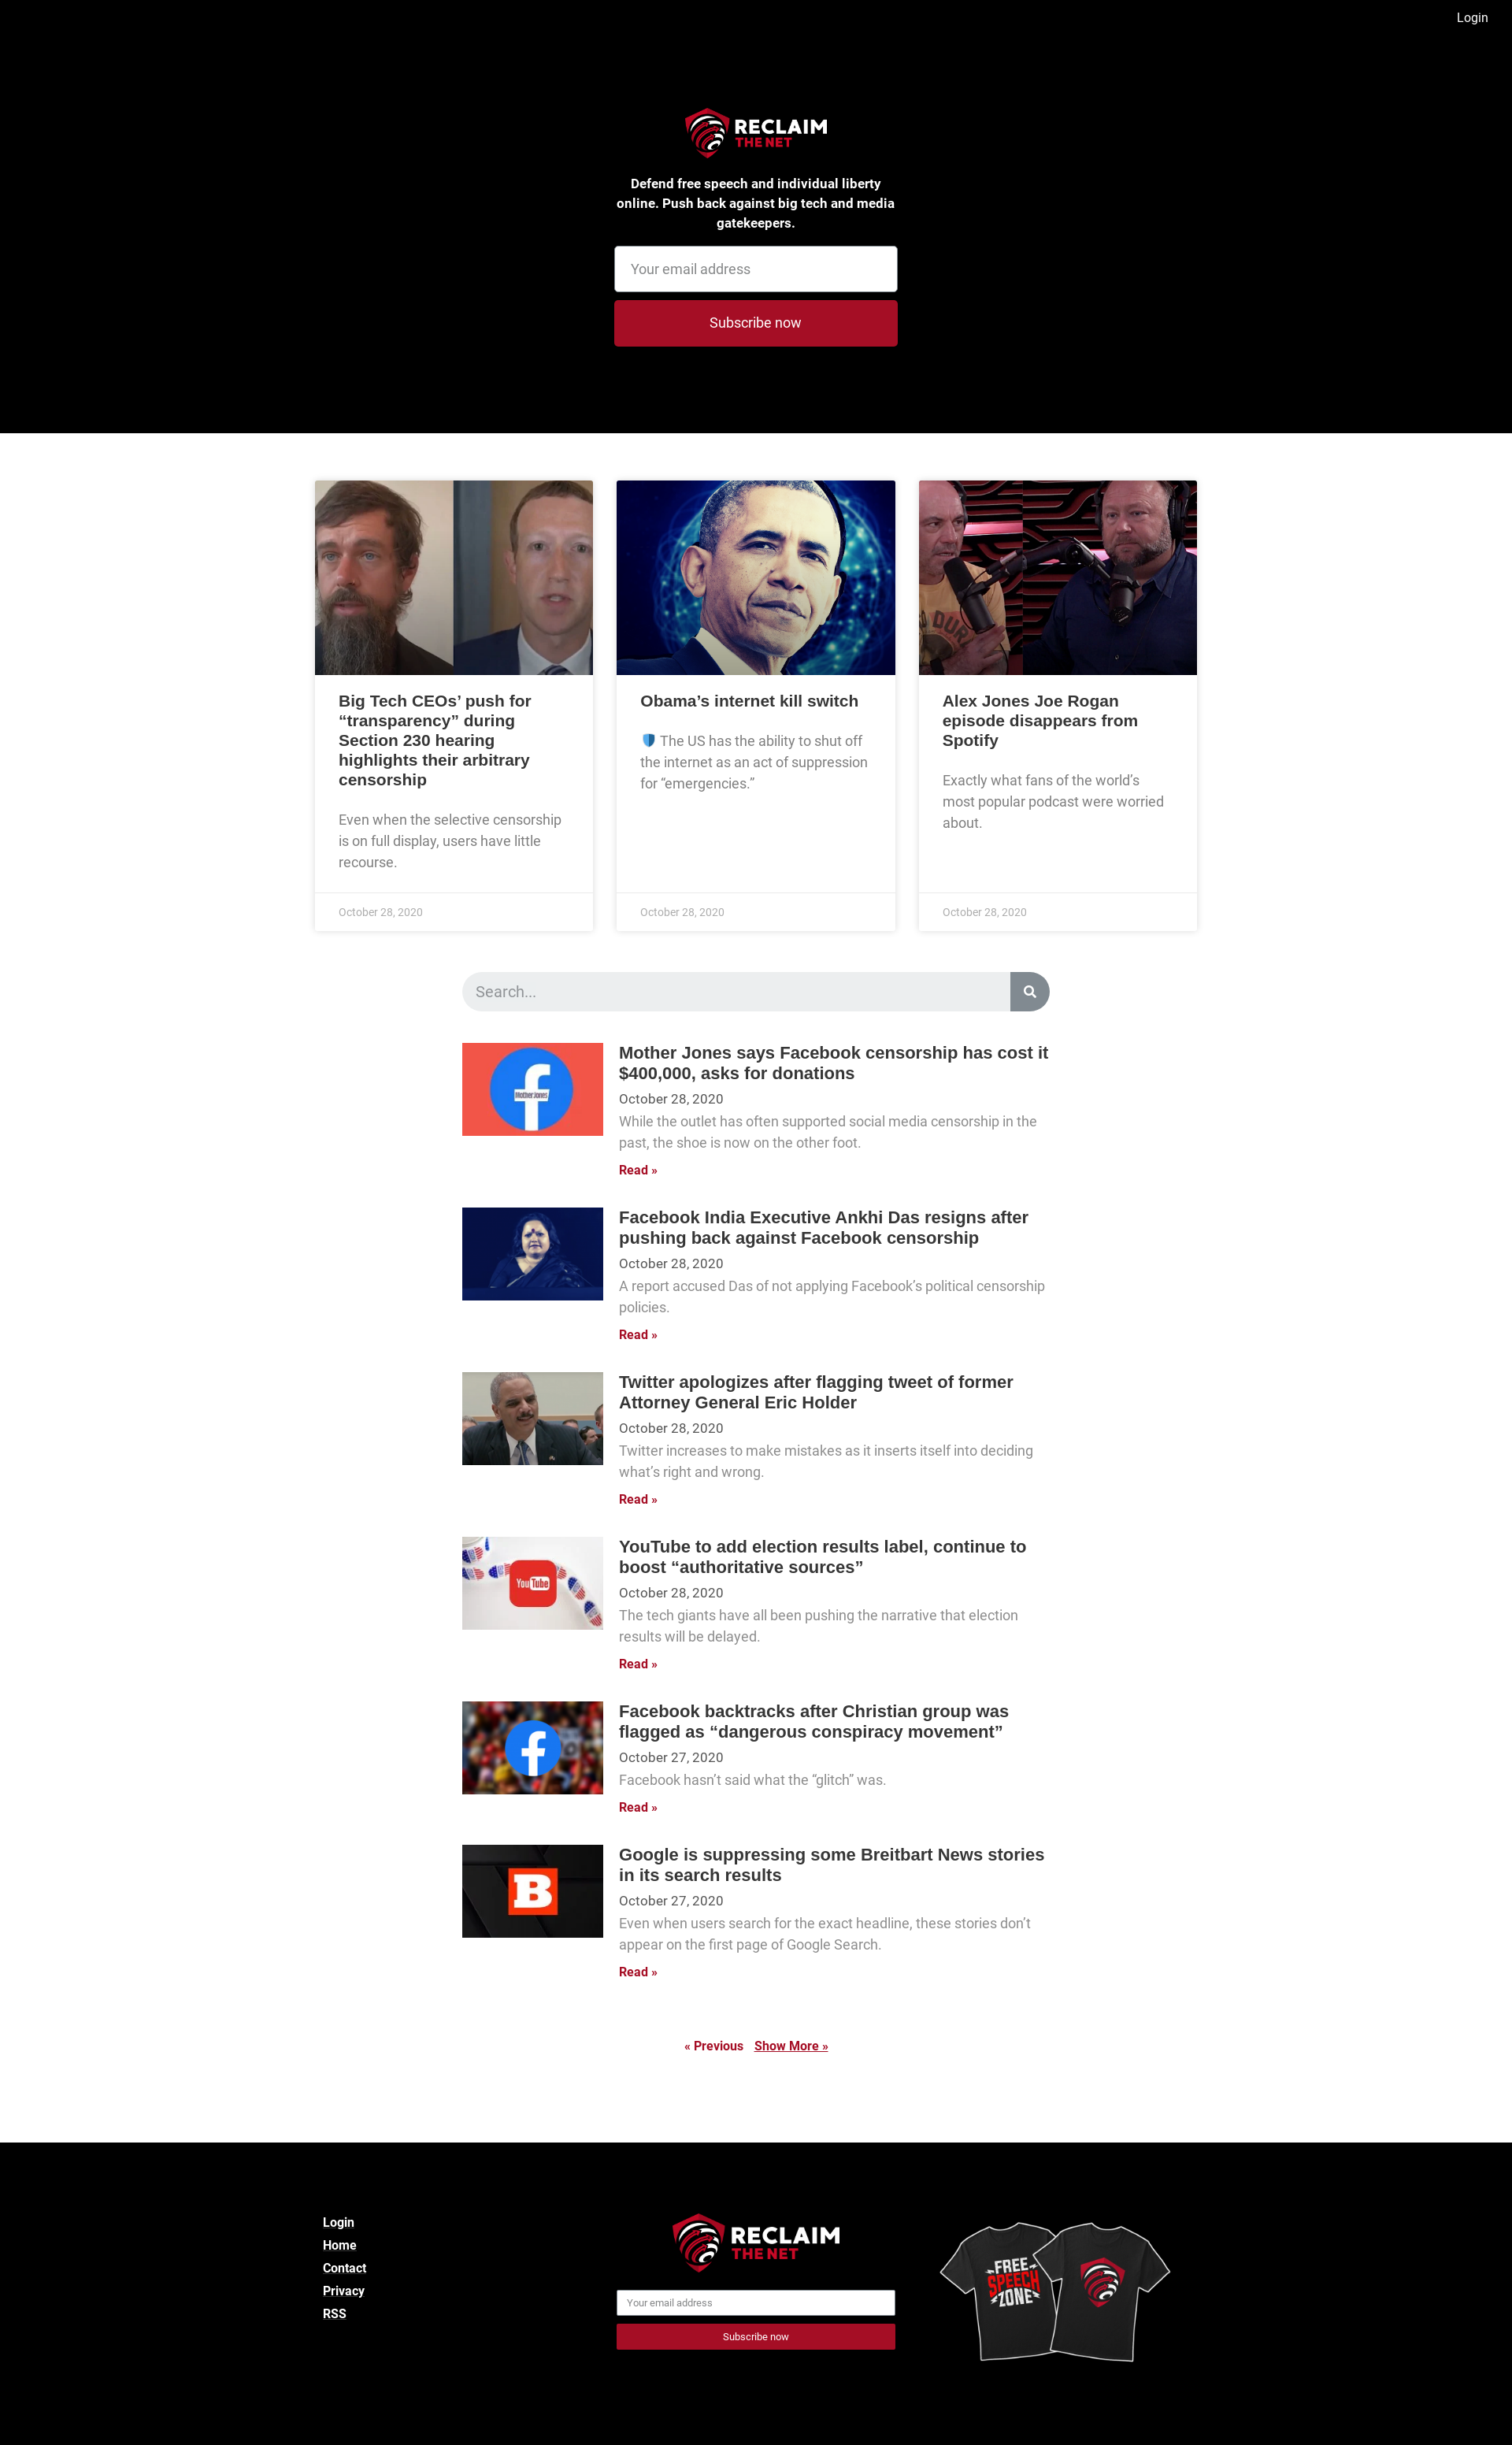 Login
RECLAIM
THE NET
Defend free speech and individual liberty
online. Push back against big tech and media
gatekeepers.
Your email address
Subscribe now
Big Tech CEOs’ push for
“transparency” during
Section 230 hearing
highlights their arbitrary
censorship
Even when the selective censorship
is on full display, users have little
recourse.
October 28, 2020
Obama’s internet kill switch
🛡️ The US has the ability to shut off
the internet as an act of suppression
for “emergencies.”
October 28, 2020
DUR
Alex Jones Joe Rogan
episode disappears from
Spotify
Exactly what fans of the world’s
most popular podcast were worried
about.
October 28, 2020
Search...
Mother Jones
Mother Jones says Facebook censorship has cost it
$400,000, asks for donations
October 28, 2020
While the outlet has often supported social media censorship in the
past, the shoe is now on the other foot.
Read »
Facebook India Executive Ankhi Das resigns after
pushing back against Facebook censorship
October 28, 2020
A report accused Das of not applying Facebook’s political censorship
policies.
Read »
Twitter apologizes after flagging tweet of former
Attorney General Eric Holder
October 28, 2020
Twitter increases to make mistakes as it inserts itself into deciding
what’s right and wrong.
Read »
YouTube
YouTube to add election results label, continue to
boost “authoritative sources”
October 28, 2020
The tech giants have all been pushing the narrative that election
results will be delayed.
Read »
Facebook backtracks after Christian group was
flagged as “dangerous conspiracy movement”
October 27, 2020
Facebook hasn’t said what the “glitch” was.
Read »
B
Google is suppressing some Breitbart News stories
in its search results
October 27, 2020
Even when users search for the exact headline, these stories don’t
appear on the first page of Google Search.
Read »
« Previous Show More »
Login
Home
Contact
Privacy
RSS
RECLAIM
THE NET
Your email address
Subscribe now
FREE
SPEECH
ZONE